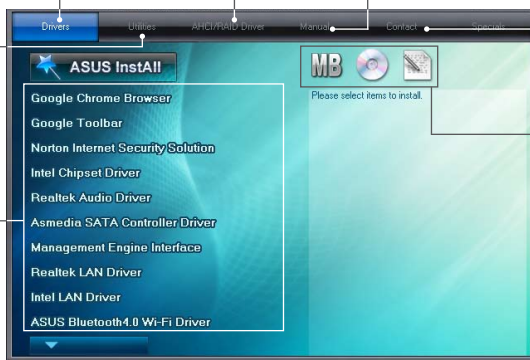 Drivers Utilities AHCI/RAID Driver Manual Contact Specials
ASUS InstAll
MB
Please select items to install.
Google Chrome Browser
Google Toolbar
Norton Internet Security Solution
Intel Chipset Driver
Realtek Audio Driver
Asmedia SATA Controller Driver
Management Engine Interface
Realtek LAN Driver
Intel LAN Driver
ASUS Bluetooth4.0 Wi-Fi Driver